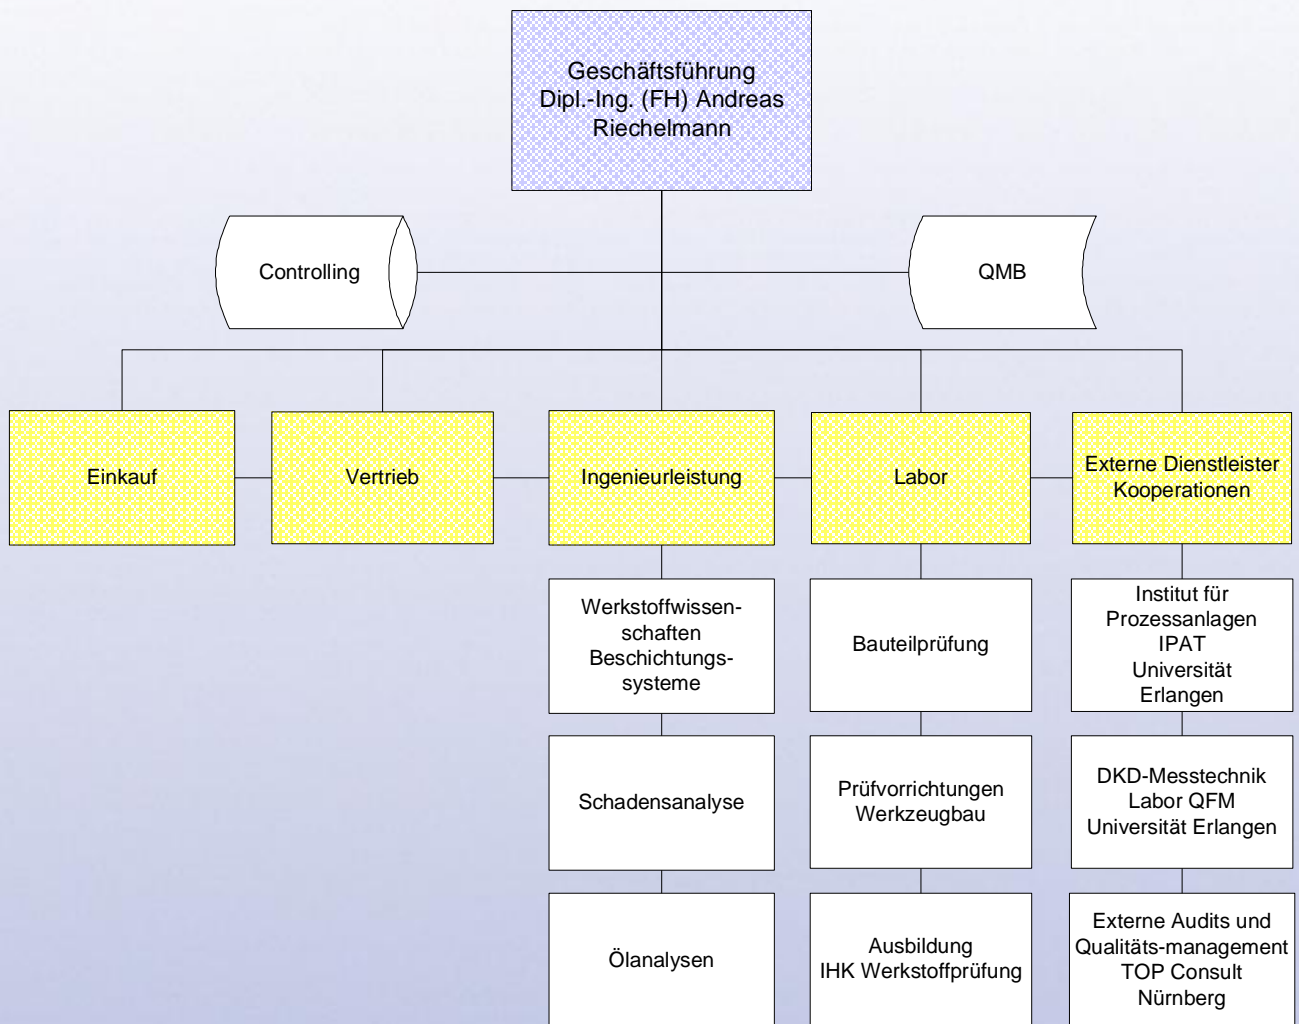 Geschäftsführung
Dipl.-Ing. (FH) Andreas
Riechelmann
Controlling
QMB
Einkauf
Vertrieb
Ingenieurleistung
Labor
Externe Dienstleister
Kooperationen
Werkstoffwissen-
schaften
Beschichtungs-
systeme
Bauteilprüfung
Institut für
Prozessanlagen
IPAT
Universität
Erlangen
Schadensanalyse
Prüfvorrichtungen
Werkzeugbau
DKD-Messtechnik
Labor QFM
Universität Erlangen
Ölanalysen
Ausbildung
IHK Werkstoffprüfung
Externe Audits und
Qualitäts-management
TOP Consult
Nürnberg